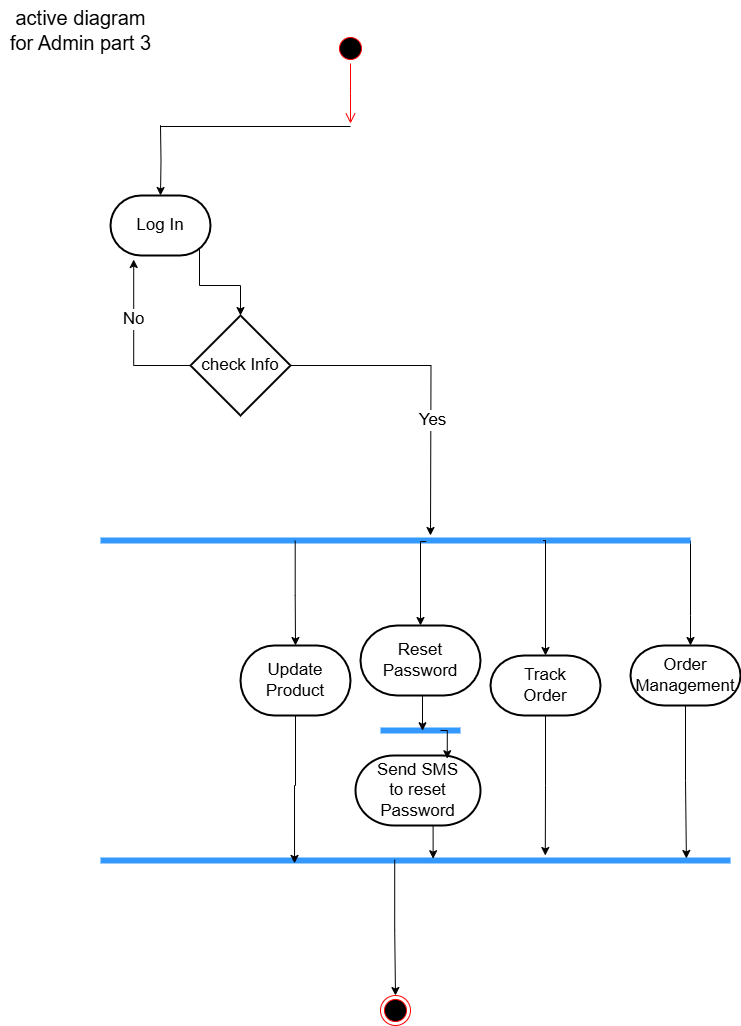 active diagram
for Admin part 3
Log In
No
check Info
Yes
Update
Product
Reset
Password
Track
Order
Order
Management
Send SMS
to reset
Password